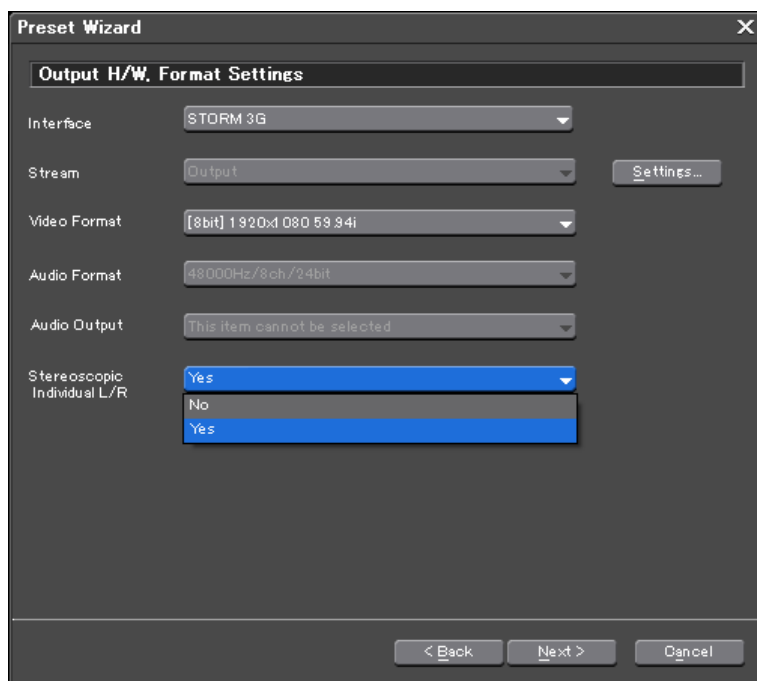 Preset Wizard
Output H/W, Format Settings
Interface
STORM 3G
Stream
Output
Settings...
Video Format
[8bit] 1920x1080 59.94i
Audio Format
48000Hz/8ch/24bit
Audio Output
This item cannot be selected
Stereoscopic
Individual L/R
Yes
No
Yes
< Back
Next >
Cancel